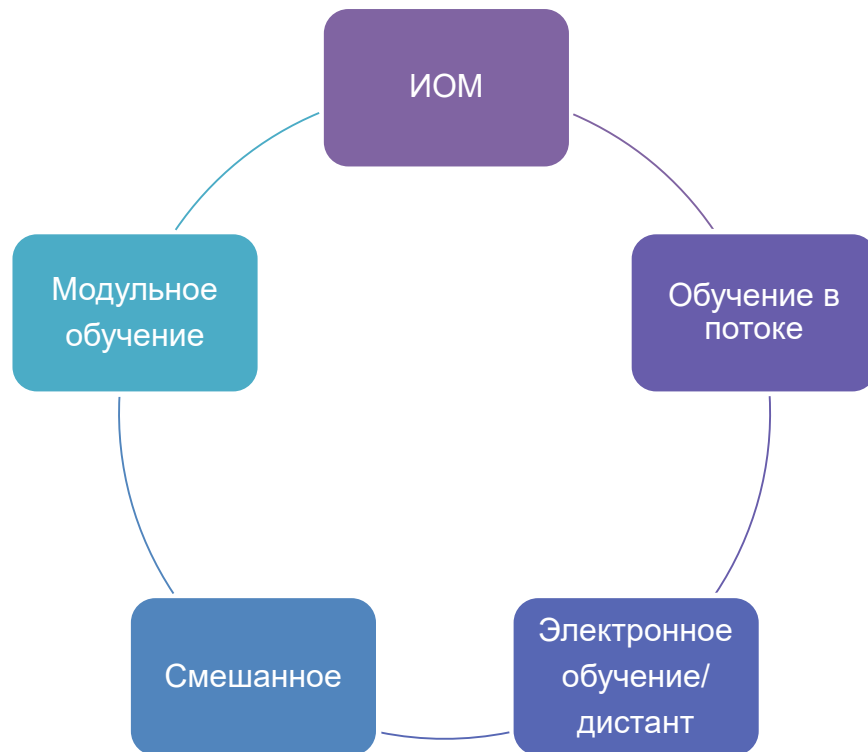 ИОМ
Обучение в
потоке
Электронное
обучение/
дистант
Смешанное
Модульное
обучение